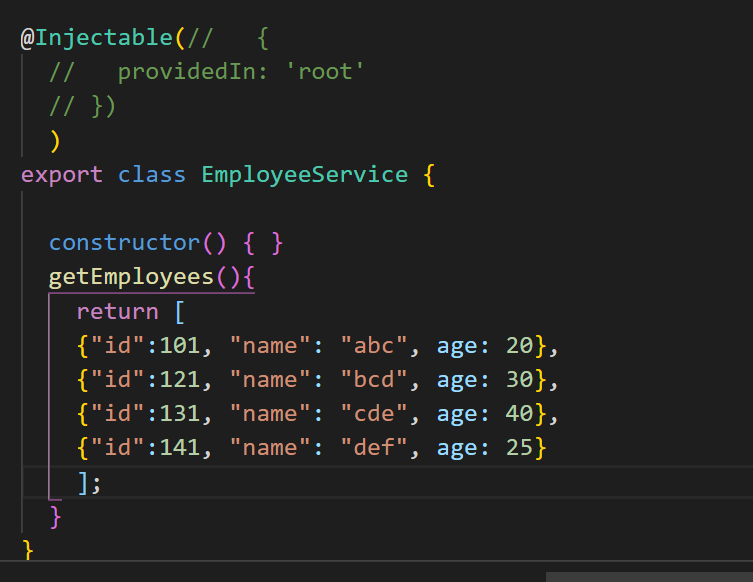 @Injectable(//   {
  //   providedIn: 'root'
  // })
  )
export class EmployeeService {
  constructor() { }
  getEmployees(){
    return [
    {"id":101, "name": "abc", age: 20},
    {"id":121, "name": "bcd", age: 30},
    {"id":131, "name": "cde", age: 40},
    {"id":141, "name": "def", age: 25}
    ];
  }
}